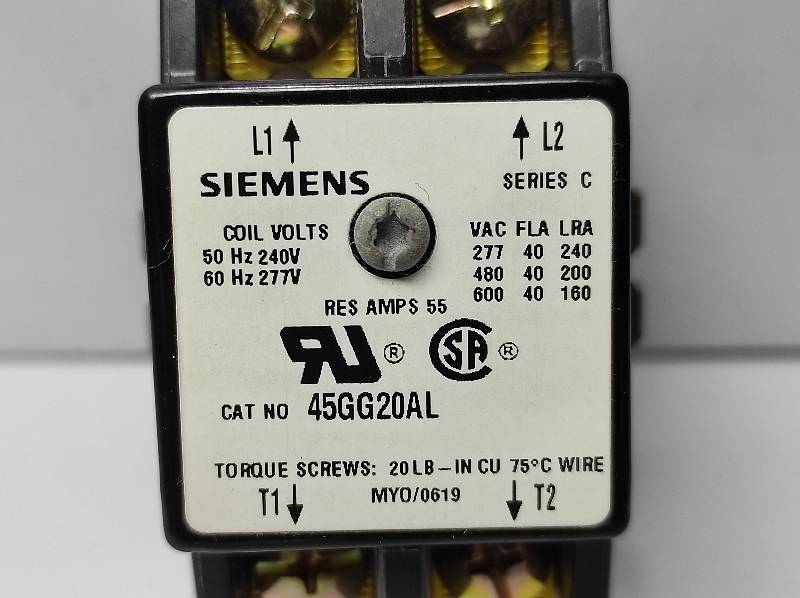 L1 L2
SIEMENS SERIES C
COIL VOLTS
50 Hz 240V
60 Hz 277V
VAC FLA LRA
277 40 240
480 40 200
600 40 160
RES AMPS 55
RU ® SA ®
CAT NO 45GG20AL
TORQUE SCREWS: 20 LB-IN CU 75°C WIRE
T1 MYO/0619 T2